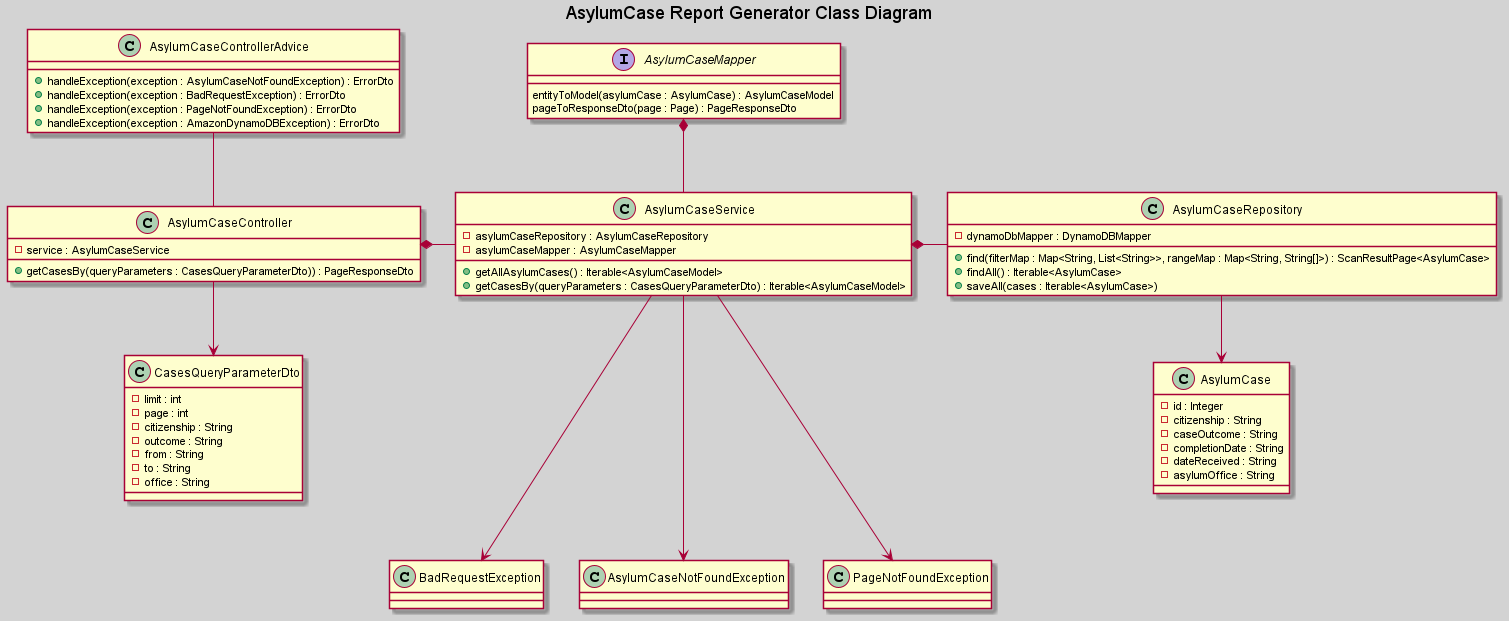 AsylumCase Report Generator Class Diagram
C AsylumCaseControllerAdvice
handleException(exception : AsylumCaseNotFoundException) : ErrorDto
handleException(exception : BadRequestException) : ErrorDto
handleException(exception : PageNotFoundException) : ErrorDto
handleException(exception : AmazonDynamoDBException) : ErrorDto
I AsylumCaseMapper
entityToModel(asylumCase : AsylumCase) : AsylumCaseModel
pageToResponseDto(page : Page) : PageResponseDto
C AsylumCaseController
service : AsylumCaseService
getCasesBy(queryParameters : CasesQueryParameterDto)) : PageResponseDto
C AsylumCaseService
asylumCaseRepository : AsylumCaseRepository
asylumCaseMapper : AsylumCaseMapper
getAllAsylumCases() : Iterable<AsylumCaseModel>
getCasesBy(queryParameters : CasesQueryParameterDto) : Iterable<AsylumCaseModel>
C AsylumCaseRepository
dynamoDbMapper : DynamoDBMapper
find(filterMap : Map<String, List<String>>, rangeMap : Map<String, String[]>) : ScanResultPage<AsylumCase>
findAll() : Iterable<AsylumCase>
saveAll(cases : Iterable<AsylumCase>)
C CasesQueryParameterDto
limit : int
page : int
citizenship : String
outcome : String
from : String
to : String
office : String
C AsylumCase
id : Integer
citizenship : String
caseOutcome : String
completionDate : String
dateReceived : String
asylumOffice : String
C BadRequestException
C AsylumCaseNotFoundException
C PageNotFoundException